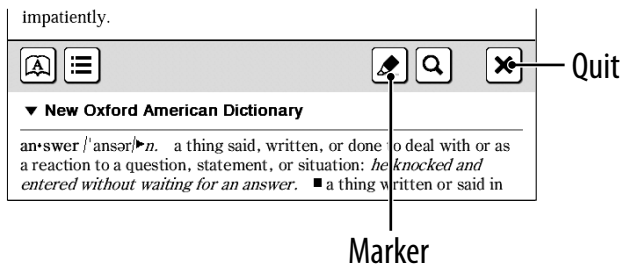 impatiently.
A
Quit
▼ New Oxford American Dictionary
an•swer /ˈansər/▶n. a thing said, written, or done to deal with or as
a reaction to a question, statement, or situation: he knocked and
entered without waiting for an answer. ■ a thing written or said in
Marker